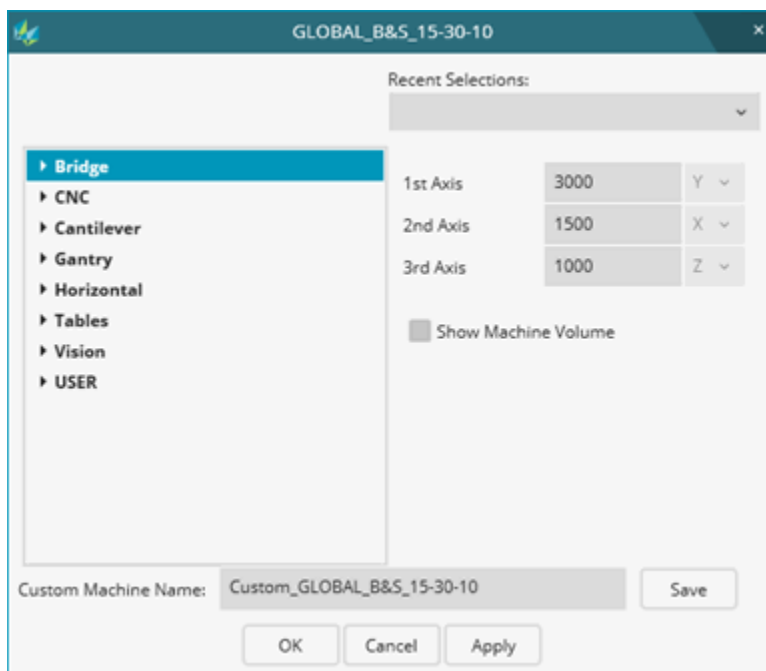 GLOBAL_B&S_15-30-10
Recent Selections:
Bridge
CNC
Cantilever
Gantry
Horizontal
Tables
Vision
USER
1st Axis 3000 Y
2nd Axis 1500 X
3rd Axis 1000 Z
Show Machine Volume
Custom Machine Name: Custom_GLOBAL_B&S_15-30-10 Save
OK Cancel Apply